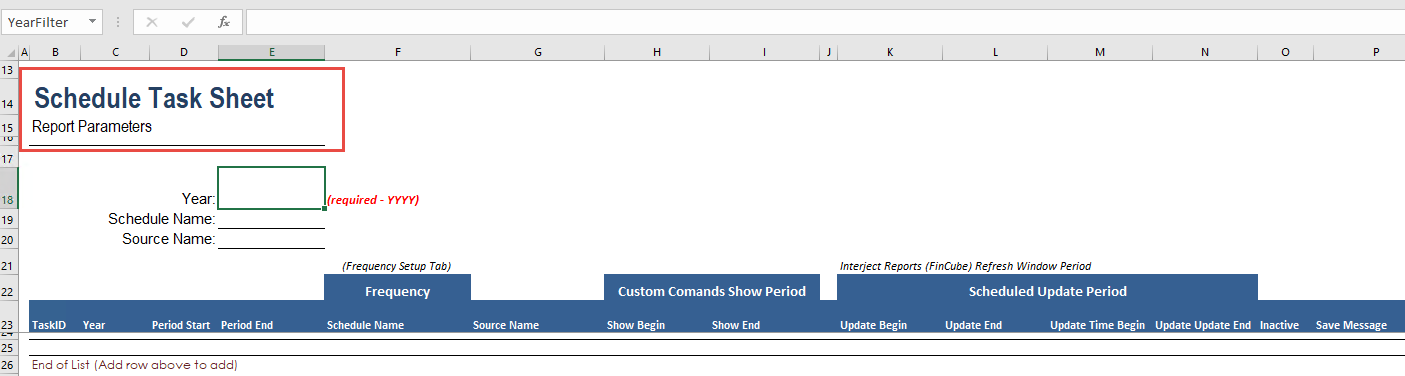 YearFilter fx
A B C D E F G H I J K L M N O P
13
14 Schedule Task Sheet
15 Report Parameters
16
17
18 Year: (required - YYYY)
19 Schedule Name:
20 Source Name:
21 (Frequency Setup Tab) Interject Reports (FinCube) Refresh Window Period
22 Frequency Custom Comands Show Period Scheduled Update Period
23 TaskID Year Period Start Period End Schedule Name Source Name Show Begin Show End Update Begin Update End Update Time Begin Update Update End Inactive Save Message
24
25
26 End of List (Add row above to add)